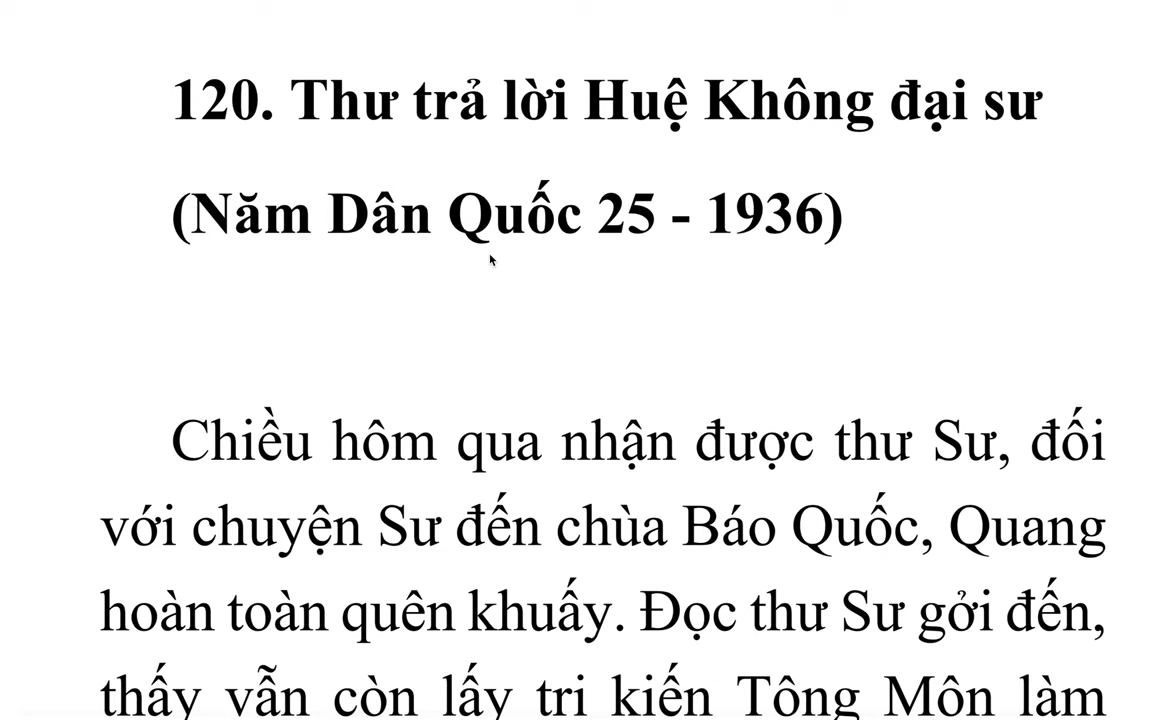 120. Thư trả lời Huệ Không đại sư
(Năm Dân Quốc 25 - 1936)
Chiều hôm qua nhận được thư Sư, đối
với chuyện Sư đến chùa Báo Quốc, Quang
hoàn toàn quên khuấy. Đọc thư Sư gởi đến,
thấy vẫn còn lấy tri kiến Tông Môn làm